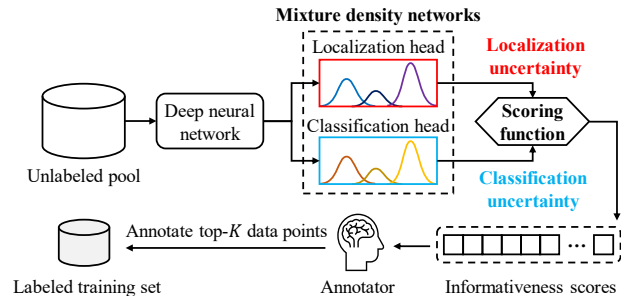 Mixture density networks
Localization head
Localization
uncertainty
Deep neural
network
Scoring
function
Classification head
Unlabeled pool
Classification
uncertainty
Annotate top-K data points
...
Labeled training set
Annotator
Informativeness scores